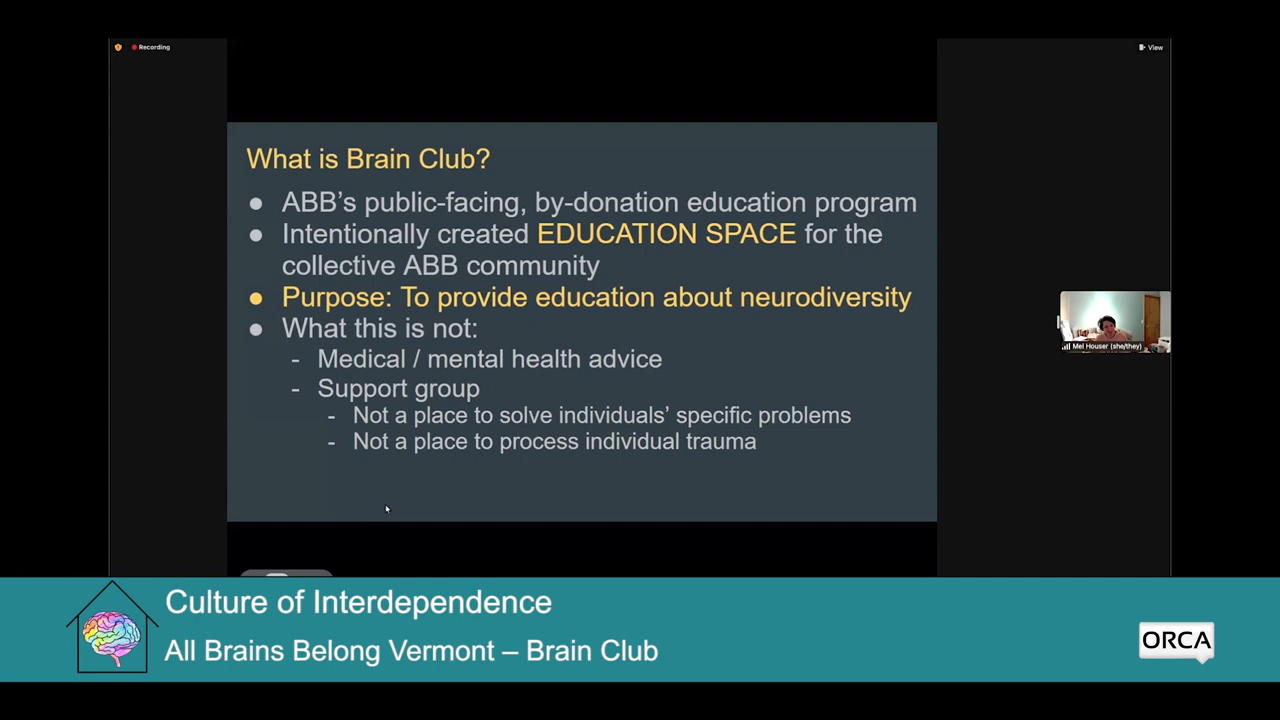 Recording
View
What is Brain Club?
● ABB's public-facing, by-donation education program
● Intentionally created EDUCATION SPACE for the
collective ABB community
● Purpose: To provide education about neurodiversity
● What this is not:
- Medical / mental health advice
- Support group
- Not a place to solve individuals' specific problems
- Not a place to process individual trauma
Mel Houser (she/they)
Culture of Interdependence
All Brains Belong Vermont – Brain Club
ORCA